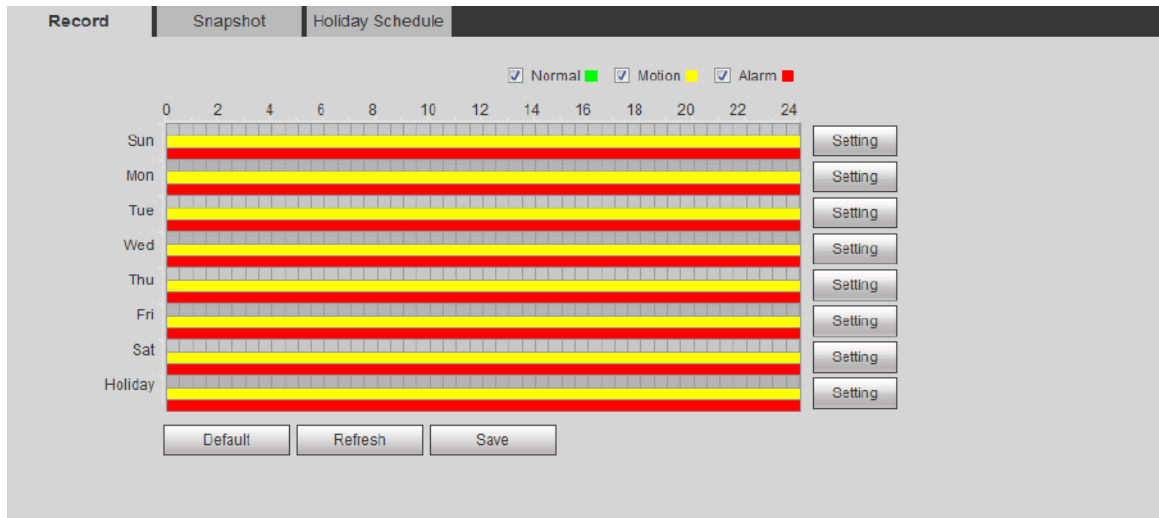 Record Snapshot Holiday Schedule
Normal Motion Alarm
0 2 4 6 8 10 12 14 16 18 20 22 24
Sun Setting
Mon Setting
Tue Setting
Wed Setting
Thu Setting
Fri Setting
Sat Setting
Holiday Setting
Default Refresh Save